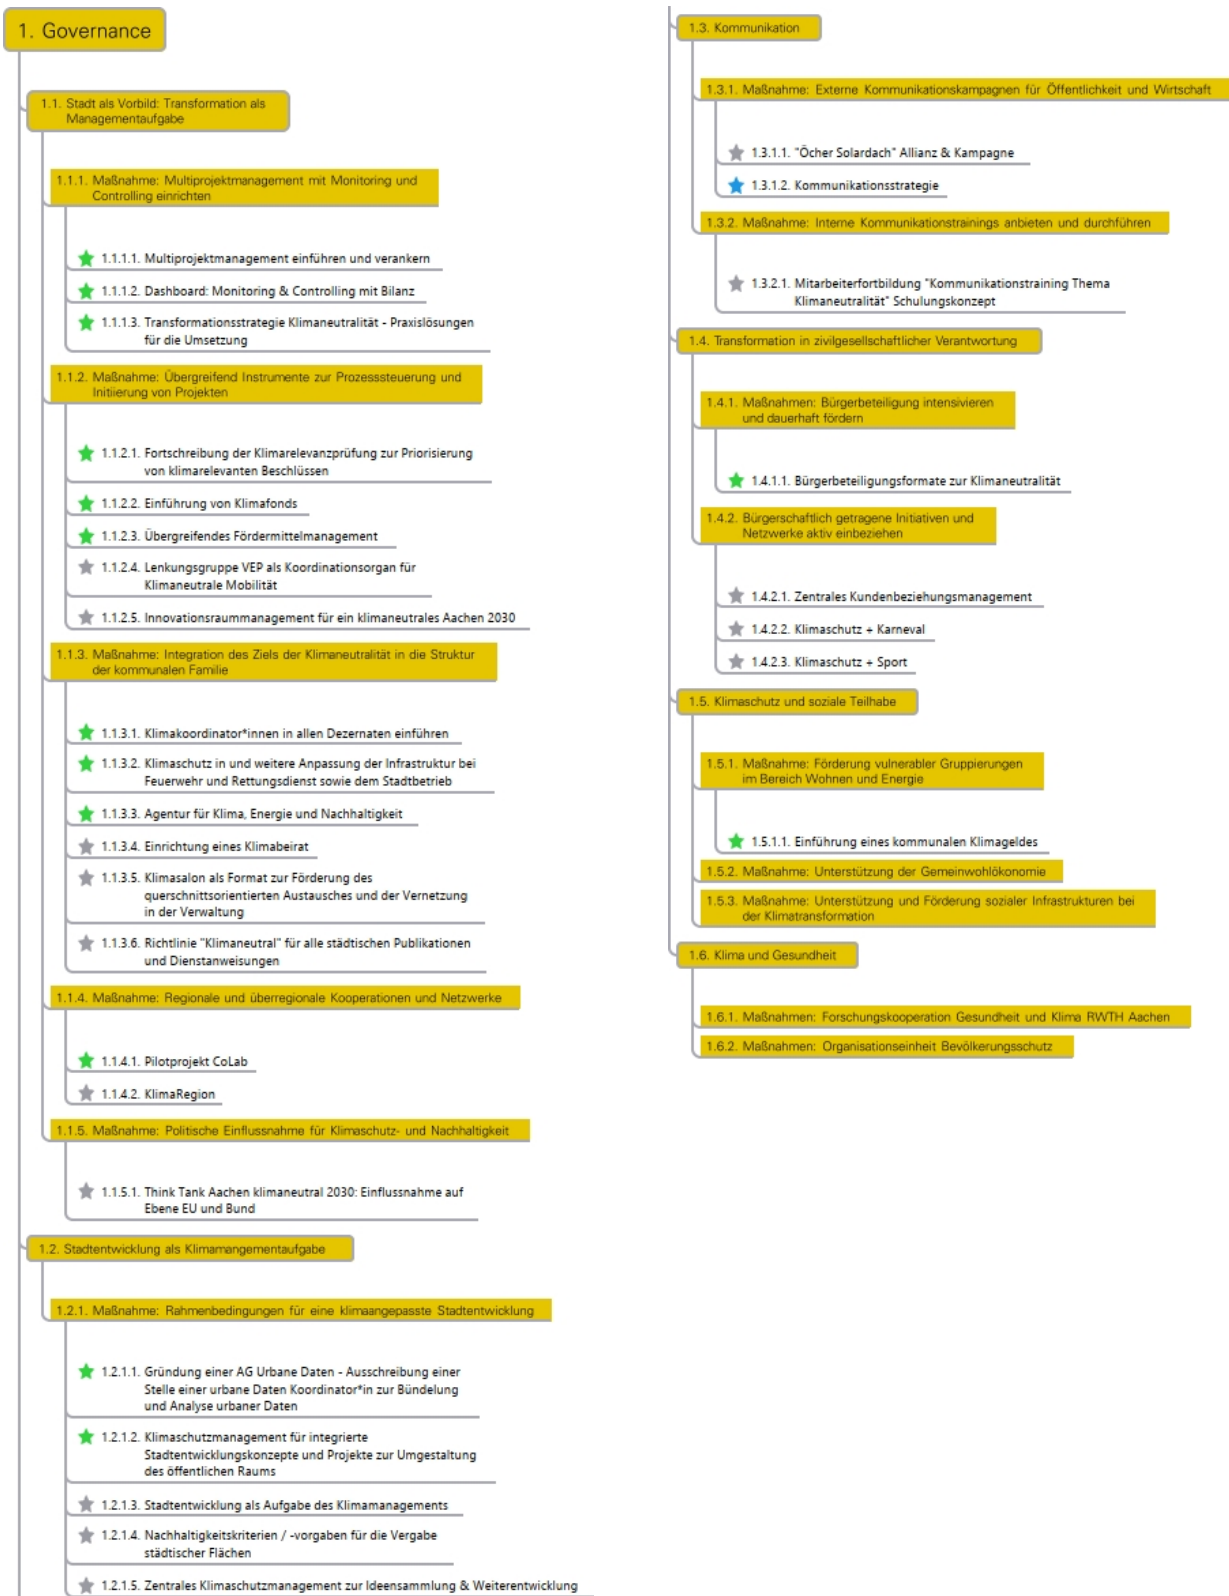 1. Governance
1.1. Stadt als Vorbild: Transformation als
Managementaufgabe
1.1.1. Maßnahme: Multiprojektmanagement mit Monitoring und
Controlling einrichten
1.1.1.1. Multiprojektmanagement einführen und verankern
1.1.1.2. Dashboard: Monitoring & Controlling mit Bilanz
1.1.1.3. Transformationsstrategie Klimaneutralität - Praxislösungen
für die Umsetzung
1.1.2. Maßnahme: Übergreifend Instrumente zur Prozesssteuerung und
Initiierung von Projekten
1.1.2.1. Fortschreibung der Klimarelevanzprüfung zur Priorisierung
von klimarelevanten Beschlüssen
1.1.2.2. Einführung von Klimafonds
1.1.2.3. Übergreifendes Fördermittelmanagement
1.1.2.4. Lenkungsgruppe VEP als Koordinationsorgan für
Klimaneutrale Mobilität
1.1.2.5. Innovationsraummanagement für ein klimaneutrales Aachen 2030
1.1.3. Maßnahme: Integration des Ziels der Klimaneutralität in die Struktur
der kommunalen Familie
1.1.3.1. Klimakoordinator*innen in allen Dezernaten einführen
1.1.3.2. Klimaschutz in und weitere Anpassung der Infrastruktur bei
Feuerwehr und Rettungsdienst sowie dem Stadtbetrieb
1.1.3.3. Agentur für Klima, Energie und Nachhaltigkeit
1.1.3.4. Einrichtung eines Klimabeirat
1.1.3.5. Klimasalon als Format zur Förderung des
querschnittsorientierten Austausches und der Vernetzung
in der Verwaltung
1.1.3.6. Richtlinie "Klimaneutral" für alle städtischen Publikationen
und Dienstanweisungen
1.1.4. Maßnahme: Regionale und überregionale Kooperationen und Netzwerke
1.1.4.1. Pilotprojekt CoLab
1.1.4.2. KlimaRegion
1.1.5. Maßnahme: Politische Einflussnahme für Klimaschutz- und Nachhaltigkeit
1.1.5.1. Think Tank Aachen klimaneutral 2030: Einflussnahme auf
Ebene EU und Bund
1.2. Stadtentwicklung als Klimamangementaufgabe
1.2.1. Maßnahme: Rahmenbedingungen für eine klimaangepasste Stadtentwicklung
1.2.1.1. Gründung einer AG Urbane Daten - Ausschreibung einer
Stelle einer urbane Daten Koordinator*in zur Bündelung
und Analyse urbaner Daten
1.2.1.2. Klimaschutzmanagement für integrierte
Stadtentwicklungskonzepte und Projekte zur Umgestaltung
des öffentlichen Raums
1.2.1.3. Stadtentwicklung als Aufgabe des Klimamanagements
1.2.1.4. Nachhaltigkeitskriterien / -vorgaben für die Vergabe
städtischer Flächen
1.2.1.5. Zentrales Klimaschutzmanagement zur Ideensammlung & Weiterentwicklung
1.3. Kommunikation
1.3.1. Maßnahme: Externe Kommunikationskampagnen für Öffentlichkeit und Wirtschaft
1.3.1.1. "Öcher Solardach" Allianz & Kampagne
1.3.1.2. Kommunikationsstrategie
1.3.2. Maßnahme: Interne Kommunikationstrainings anbieten und durchführen
1.3.2.1. Mitarbeiterfortbildung "Kommunikationstraining Thema
Klimaneutralität" Schulungskonzept
1.4. Transformation in zivilgesellschaftlicher Verantwortung
1.4.1. Maßnahmen: Bürgerbeteiligung intensivieren
und dauerhaft fördern
1.4.1.1. Bürgerbeteiligungsformate zur Klimaneutralität
1.4.2. Bürgerschaftlich getragene Initiativen und
Netzwerke aktiv einbeziehen
1.4.2.1. Zentrales Kundenbeziehungsmanagement
1.4.2.2. Klimaschutz + Karneval
1.4.2.3. Klimaschutz + Sport
1.5. Klimaschutz und soziale Teilhabe
1.5.1. Maßnahme: Förderung vulnerabler Gruppierungen
im Bereich Wohnen und Energie
1.5.1.1. Einführung eines kommunalen Klimageldes
1.5.2. Maßnahme: Unterstützung der Gemeinwohlökonomie
1.5.3. Maßnahme: Unterstützung und Förderung sozialer Infrastrukturen bei
der Klimatransformation
1.6. Klima und Gesundheit
1.6.1. Maßnahmen: Forschungskooperation Gesundheit und Klima RWTH Aachen
1.6.2. Maßnahmen: Organisationseinheit Bevölkerungsschutz